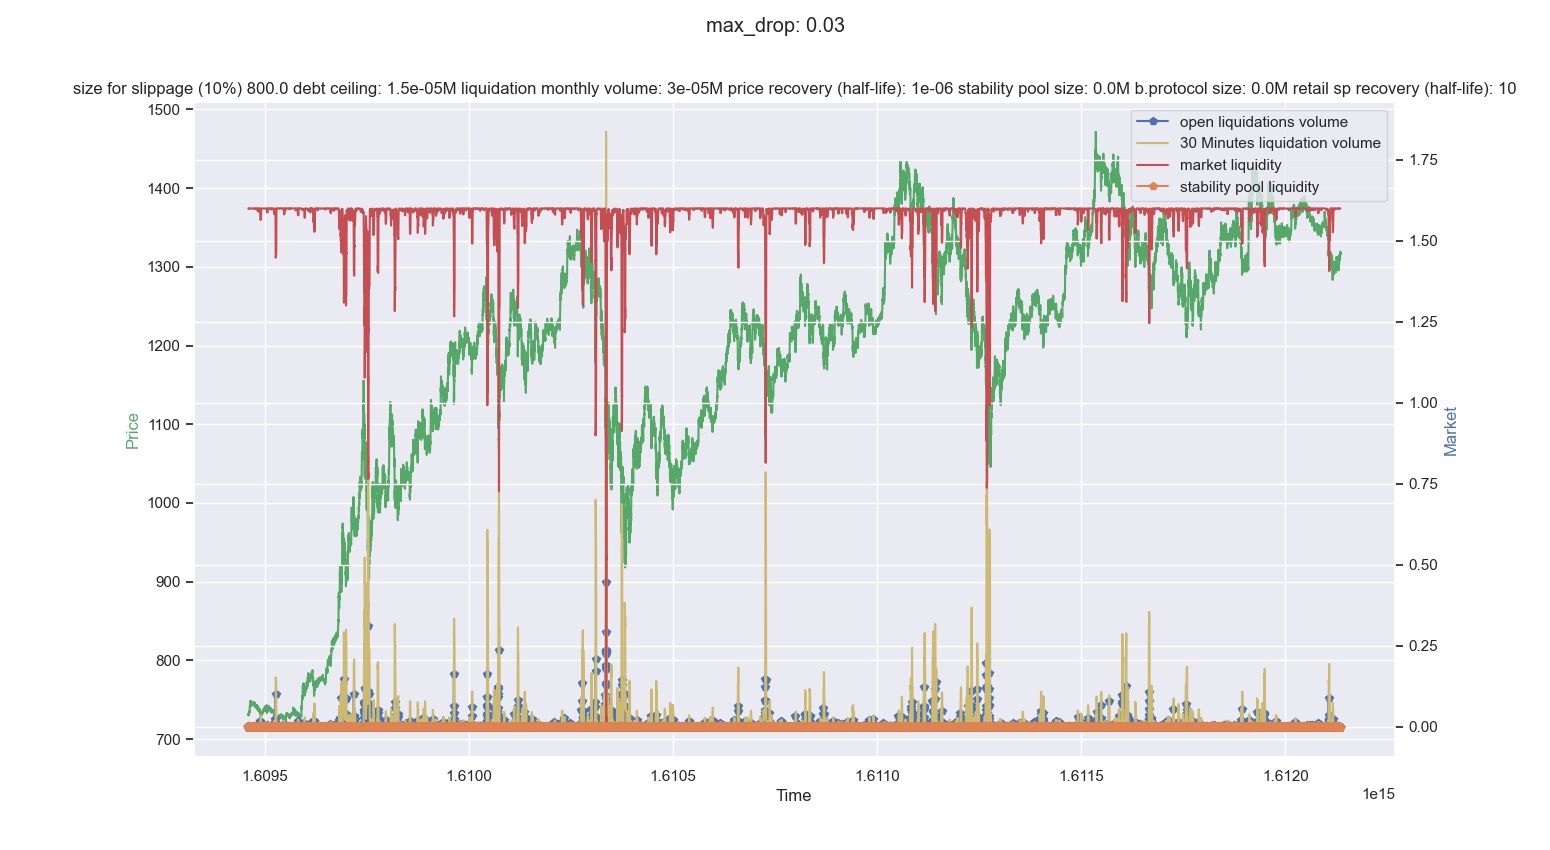 max_drop: 0.03
size for slippage (10%) 800.0 debt ceiling: 1.5e-05M liquidation monthly volume: 3e-05M price recovery (half-life): 1e-06 stability pool size: 0.0M b.protocol size: 0.0M retail sp recovery (half-life): 10
open liquidations volume
30 Minutes liquidation volume
market liquidity
stability pool liquidity
1500
1400
1300
1200
1100
1000
900
800
700
Price
1.75
1.50
1.25
1.00
0.75
0.50
0.25
0.00
Market
1.6095 1.6100 1.6105 1.6110 1.6115 1.6120
Time
1e15